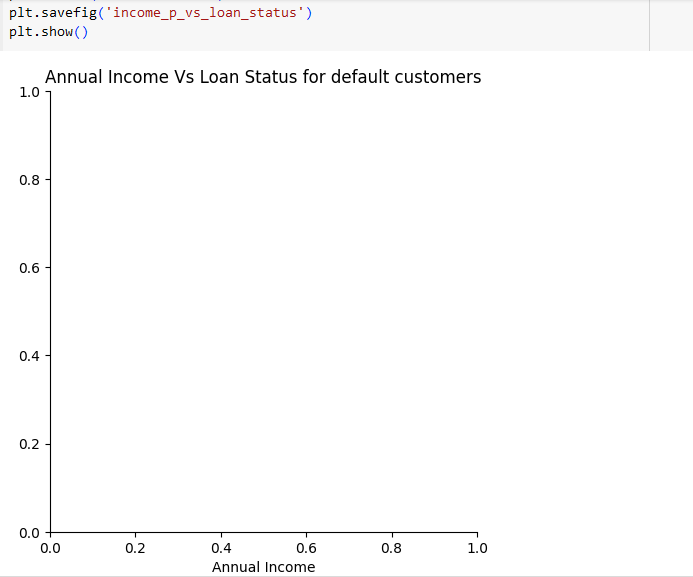 plt.savefig('income_p_vs_loan_status')
plt.show()
Annual Income Vs Loan Status for default customers
1.0
0.8
0.6
0.4
0.2
0.0
0.0 0.2 0.4 0.6 0.8 1.0
Annual Income